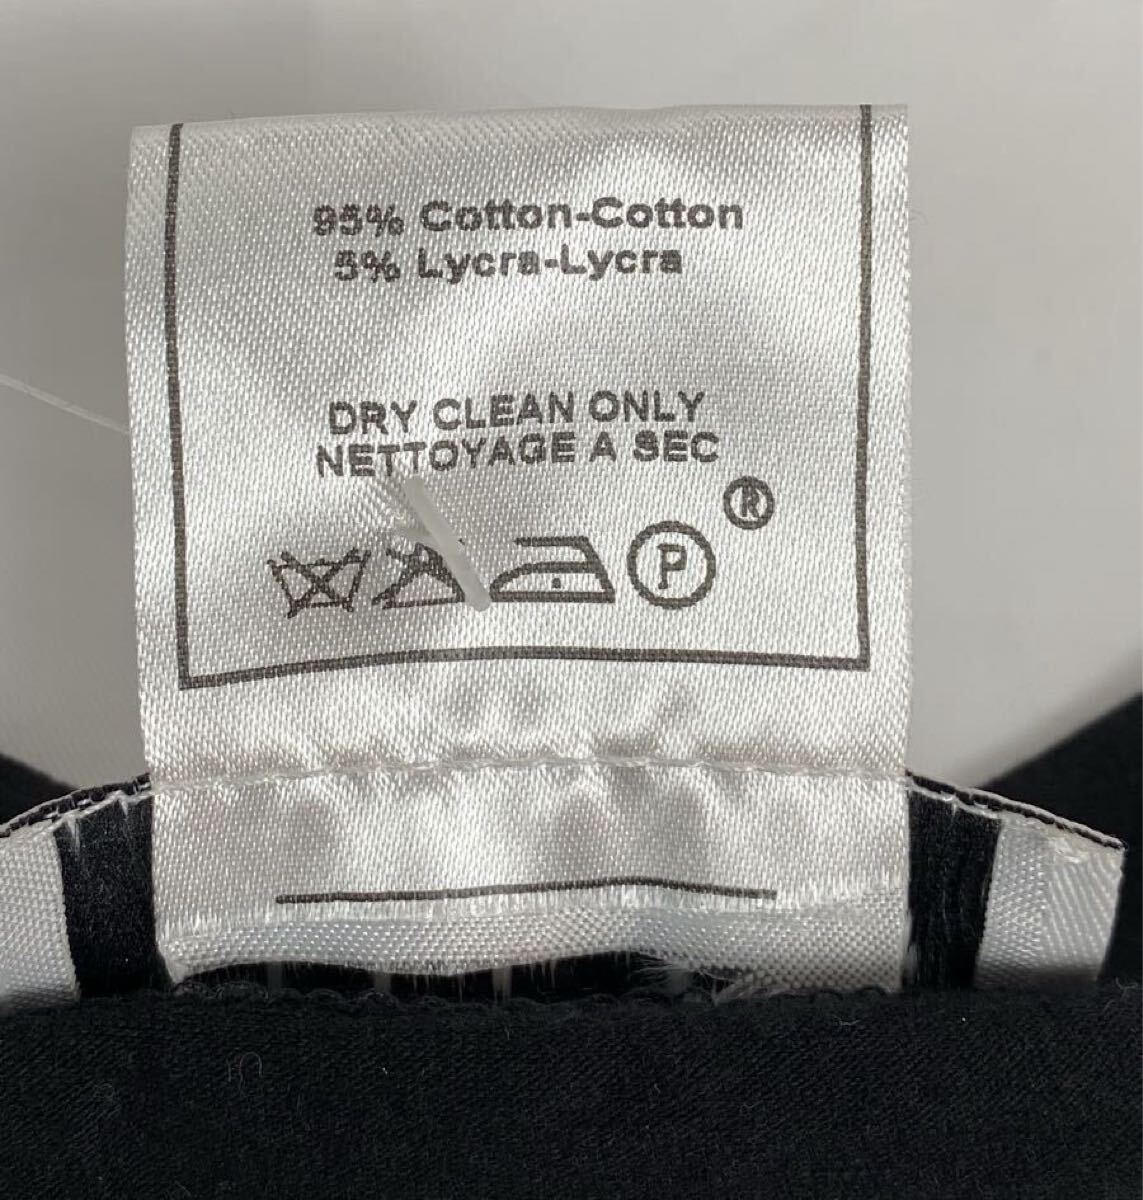 95% Cotton-Cotton
5% Lycra-Lycra
DRY CLEAN ONLY
NETTOYAGE A SEC
®
P